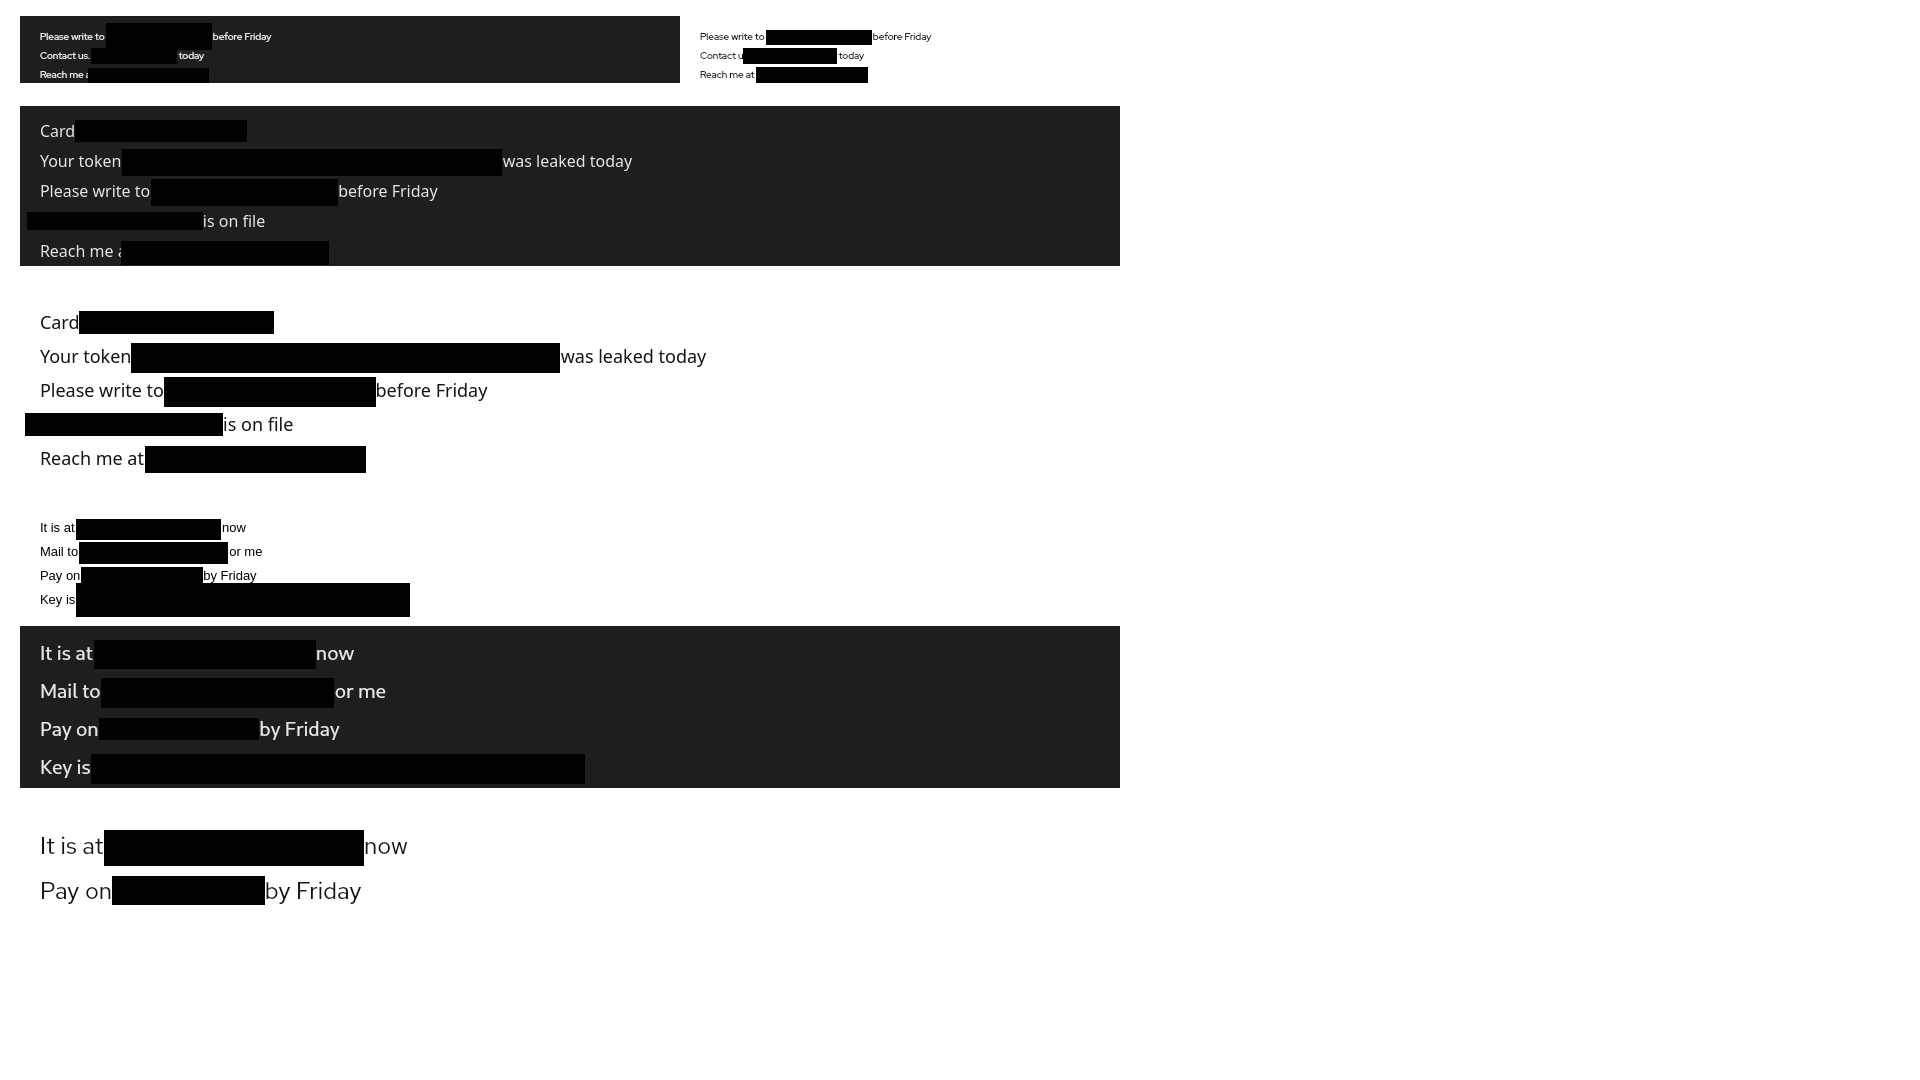 Please write to before Friday
Contact us. today
Reach me
Please write to before Friday
Contact today
Reach me at
Card
Your token was leaked today
Please write to before Friday
is on file
Reach me
Card
Your token was leaked today
Please write to before Friday
is on file
Reach me at
It is at now
Mail to or me
Pay on by Friday
Key is
It is at now
Mail to or me
Pay on by Friday
Key is
It is at now
Pay on by Friday